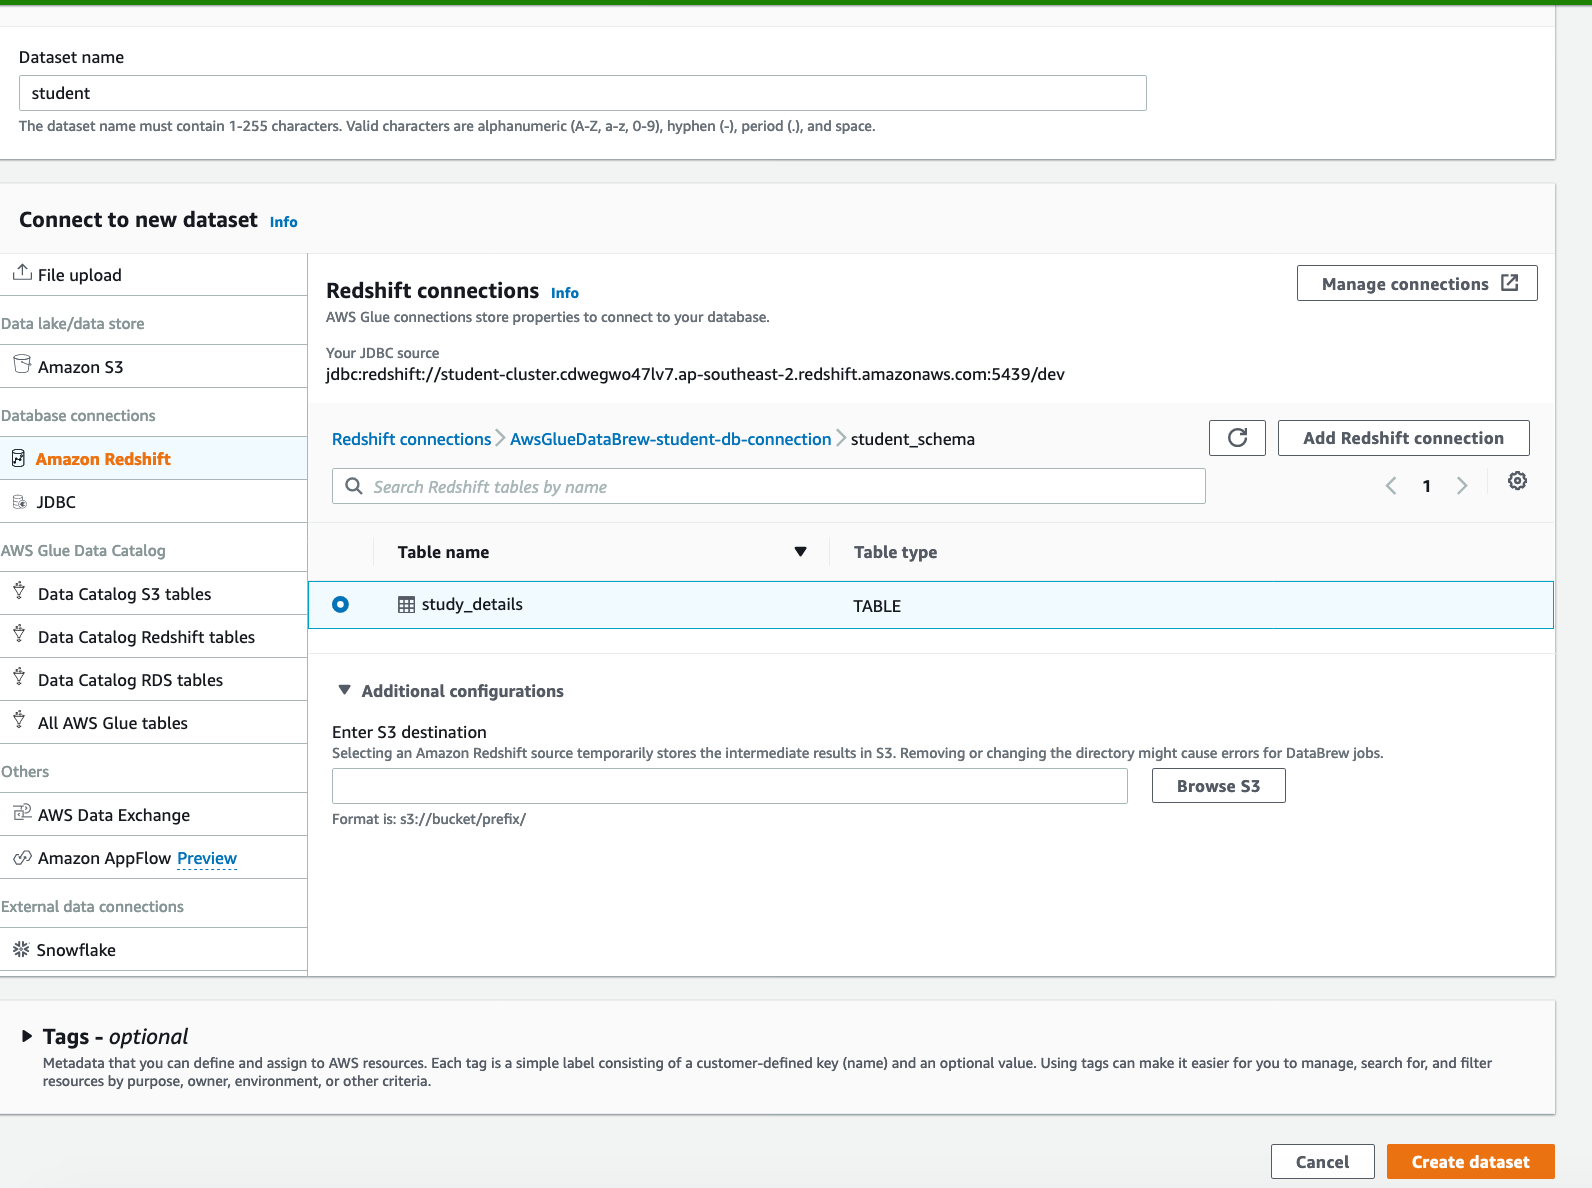 Dataset name
student
The dataset name must contain 1-255 characters. Valid characters are alphanumeric (A-Z, a-z, 0-9), hyphen (-), period (.), and space.
Connect to new dataset Info
File upload
Data lake/data store
Amazon S3
Database connections
Amazon Redshift
JDBC
AWS Glue Data Catalog
Data Catalog S3 tables
Data Catalog Redshift tables
Data Catalog RDS tables
All AWS Glue tables
Others
AWS Data Exchange
Amazon AppFlow Preview
External data connections
Snowflake
Redshift connections Info
Manage connections
AWS Glue connections store properties to connect to your database.
Your JDBC source
jdbc:redshift://student-cluster.cdwegwo47lv7.ap-southeast-2.redshift.amazonaws.com:5439/dev
Redshift connections AwsGlueDataBrew-student-db-connection student_schema
Add Redshift connection
Search Redshift tables by name
1
Table name Table type
study_details TABLE
Additional configurations
Enter S3 destination
Selecting an Amazon Redshift source temporarily stores the intermediate results in S3. Removing or changing the directory might cause errors for DataBrew jobs.
Browse S3
Format is: s3://bucket/prefix/
Tags - optional
Metadata that you can define and assign to AWS resources. Each tag is a simple label consisting of a customer-defined key (name) and an optional value. Using tags can make it easier for you to manage, search for, and filter
resources by purpose, owner, environment, or other criteria.
Cancel Create dataset